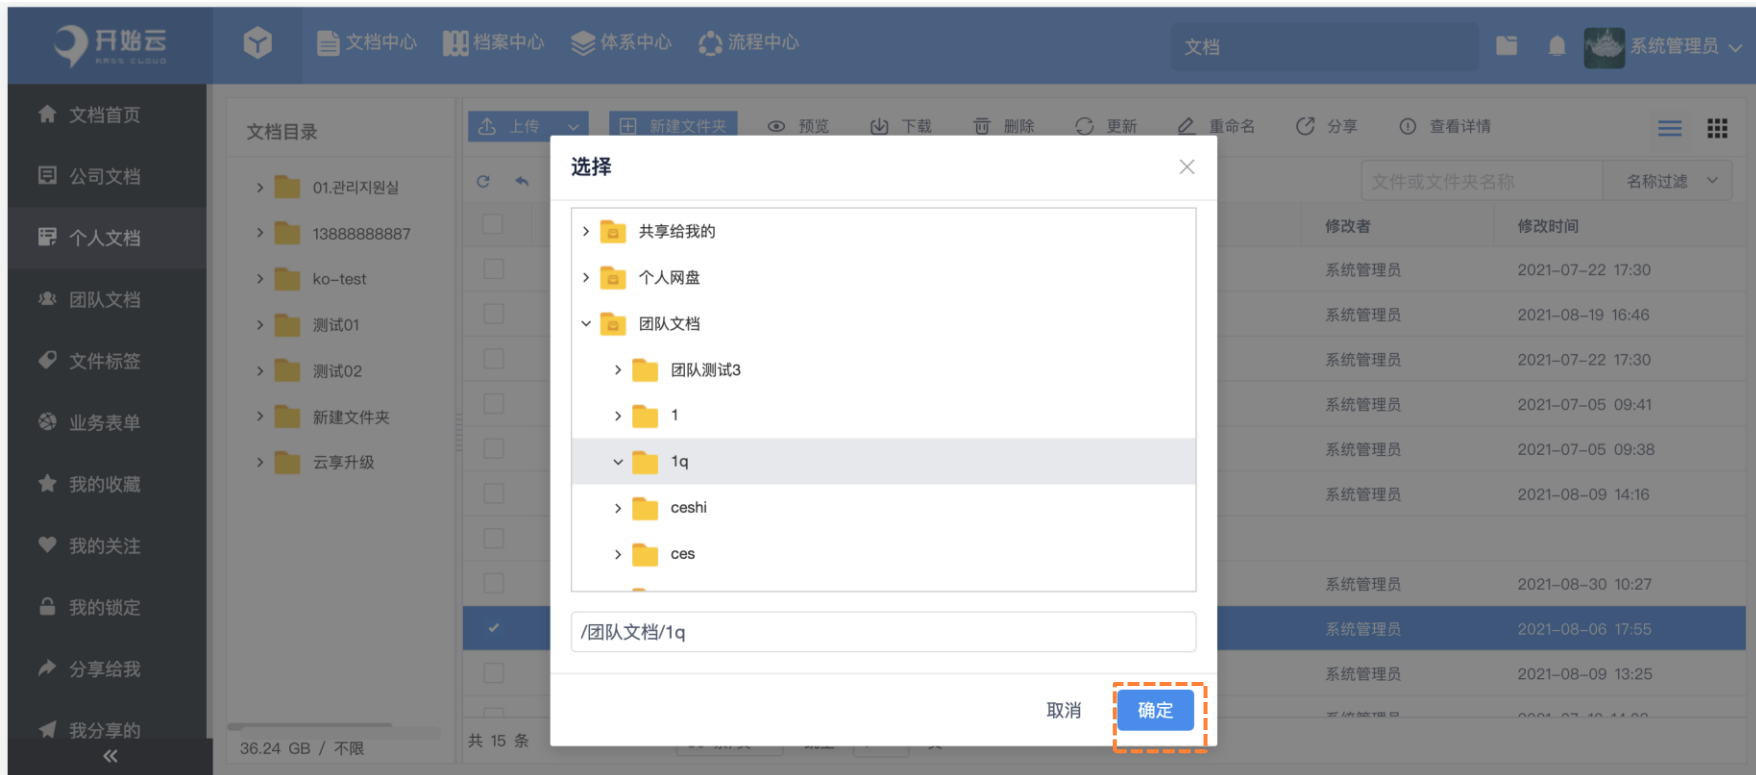 开始云
KASS CLOUD
文档中心
档案中心
体系中心
流程中心
文档
系统管理员
文档首页
公司文档
个人文档
团队文档
文件标签
业务表单
我的收藏
我的关注
我的锁定
分享给我
我分享的
文档目录
01.관리지원실
13888888887
ko-test
测试01
测试02
新建文件夹
云享升级
36.24 GB / 不限
上传
新建文件夹
预览
下载
删除
更新
重命名
分享
查看详情
文件或文件夹名称
名称过滤
修改者
修改时间
系统管理员
2021-07-22 17:30
系统管理员
2021-08-19 16:46
系统管理员
2021-07-22 17:30
系统管理员
2021-07-05 09:41
系统管理员
2021-07-05 09:38
系统管理员
2021-08-09 14:16
系统管理员
2021-08-30 10:27
系统管理员
2021-08-06 17:55
系统管理员
2021-08-09 13:25
共 15 条
选择
共享给我的
个人网盘
团队文档
团队测试3
1
1q
ceshi
ces
/团队文档/1q
取消
确定